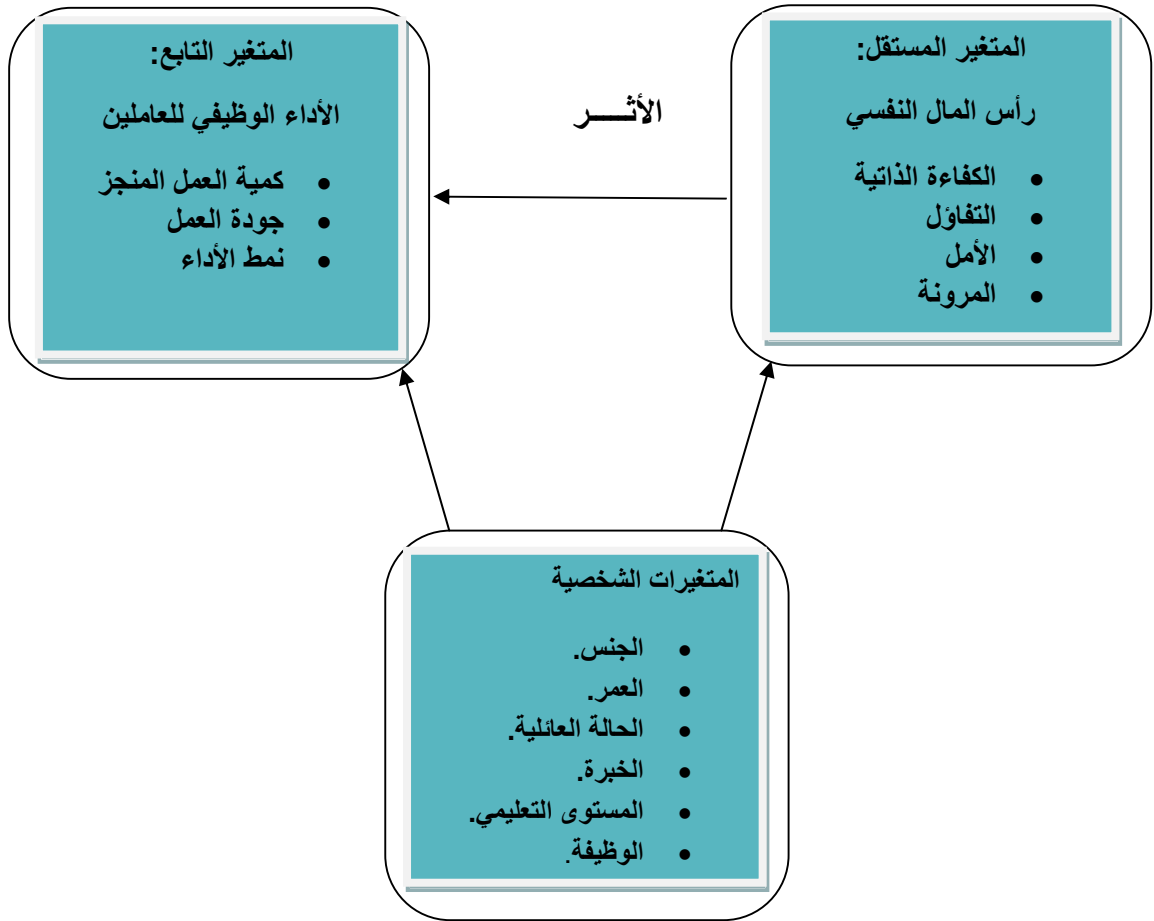 المتغير المستقل:
رأس المال النفسي
• الكفاءة الذاتية
• التفاؤل
• الأمل
• المرونة
الأثـــر
المتغير التابع:
الأداء الوظيفي للعاملين
• كمية العمل المنجز
• جودة العمل
• نمط الأداء
المتغيرات الشخصية
• الجنس.
• العمر.
• الحالة العائلية.
• الخبرة.
• المستوى التعليمي.
• الوظيفة.